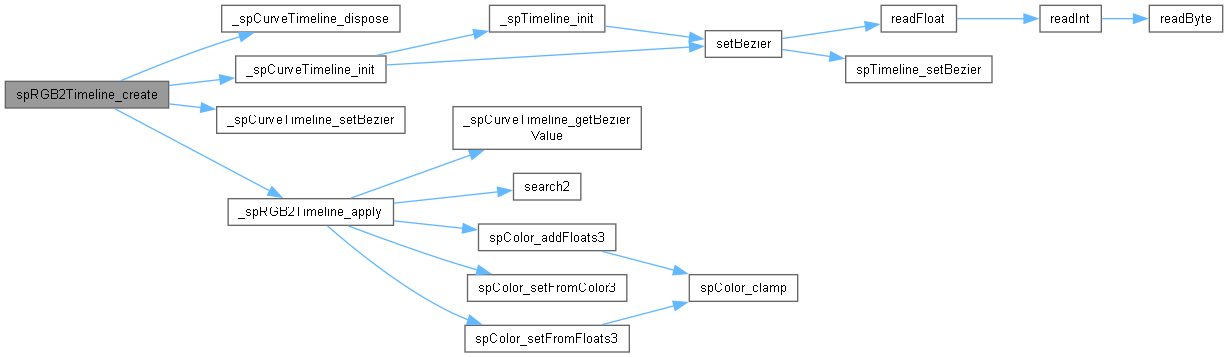 spRGB2Timeline_create
_spCurveTimeline_dispose
_spCurveTimeline_init
_spCurveTimeline_setBezier
_spRGB2Timeline_apply
_spTimeline_init
setBezier
readFloat
readInt
readByte
spTimeline_setBezier
_spCurveTimeline_getBezier
Value
search2
spColor_addFloats3
spColor_setFromColor3
spColor_setFromFloats3
spColor_clamp